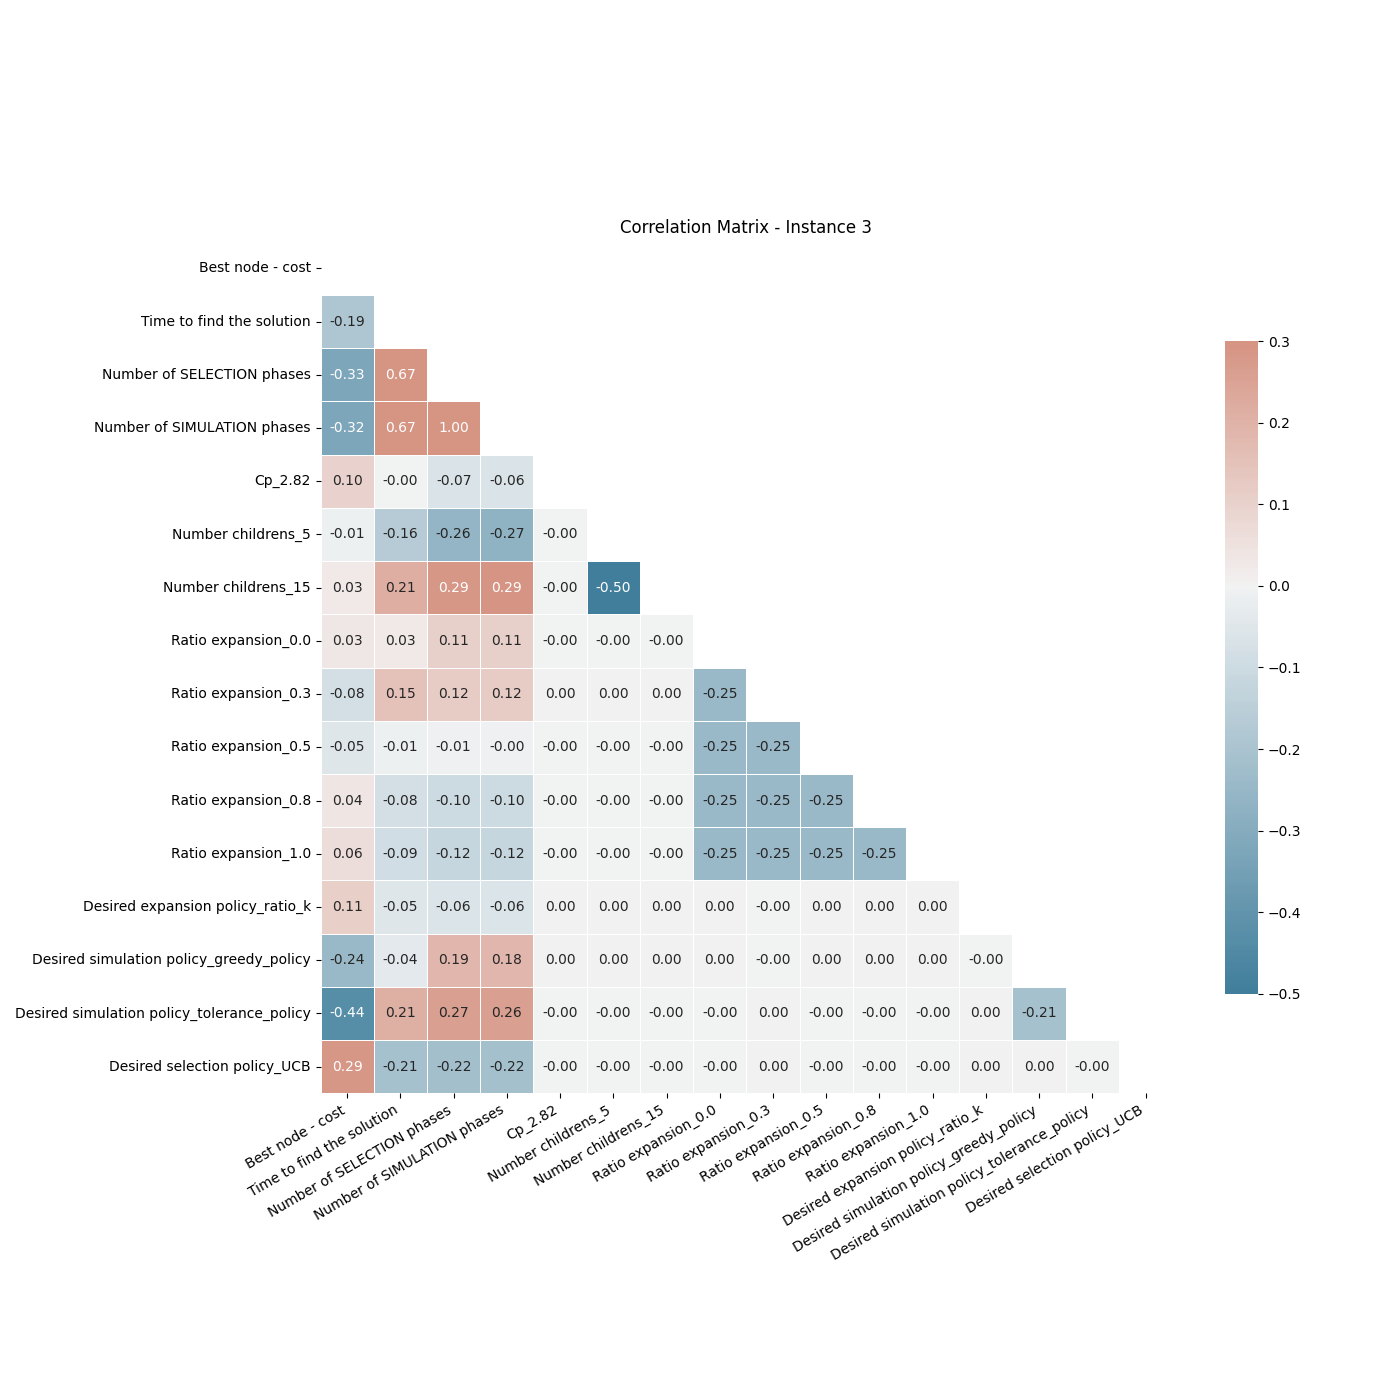 Correlation Matrix - Instance 3
Best node - cost
Time to find the solution -0.19
Number of SELECTION phases -0.33 0.67
Number of SIMULATION phases -0.32 0.67 1.00
Cp_2.82 0.10 -0.00 -0.07 -0.06
Number childrens_5 -0.01 -0.16 -0.26 -0.27 -0.00
Number childrens_15 0.03 0.21 0.29 0.29 -0.00 -0.50
Ratio expansion_0.0 0.03 0.03 0.11 0.11 -0.00 -0.00 -0.00
Ratio expansion_0.3 -0.08 0.15 0.12 0.12 0.00 0.00 0.00 -0.25
Ratio expansion_0.5 -0.05 -0.01 -0.01 -0.00 -0.00 -0.00 -0.00 -0.25 -0.25
Ratio expansion_0.8 0.04 -0.08 -0.10 -0.10 -0.00 -0.00 -0.00 -0.25 -0.25 -0.25
Ratio expansion_1.0 0.06 -0.09 -0.12 -0.12 -0.00 -0.00 -0.00 -0.25 -0.25 -0.25 -0.25
Desired expansion policy_ratio_k 0.11 -0.05 -0.06 -0.06 0.00 0.00 0.00 0.00 -0.00 0.00 0.00 0.00
Desired simulation policy_greedy_policy -0.24 -0.04 0.19 0.18 0.00 0.00 0.00 0.00 -0.00 0.00 0.00 0.00 -0.00
Desired simulation policy_tolerance_policy -0.44 0.21 0.27 0.26 -0.00 -0.00 -0.00 -0.00 0.00 -0.00 -0.00 -0.00 0.00 -0.21
Desired selection policy_UCB 0.29 -0.21 -0.22 -0.22 -0.00 -0.00 -0.00 -0.00 0.00 -0.00 -0.00 -0.00 0.00 0.00 -0.00
Best node - cost
Time to find the solution
Number of SELECTION phases
Number of SIMULATION phases
Cp_2.82
Number childrens_5
Number childrens_15
Ratio expansion_0.0
Ratio expansion_0.3
Ratio expansion_0.5
Ratio expansion_0.8
Ratio expansion_1.0
Desired expansion policy_ratio_k
Desired simulation policy_greedy_policy
Desired simulation policy_tolerance_policy
Desired selection policy_UCB
0.3
0.2
0.1
0.0
−0.1
−0.2
−0.3
−0.4
−0.5